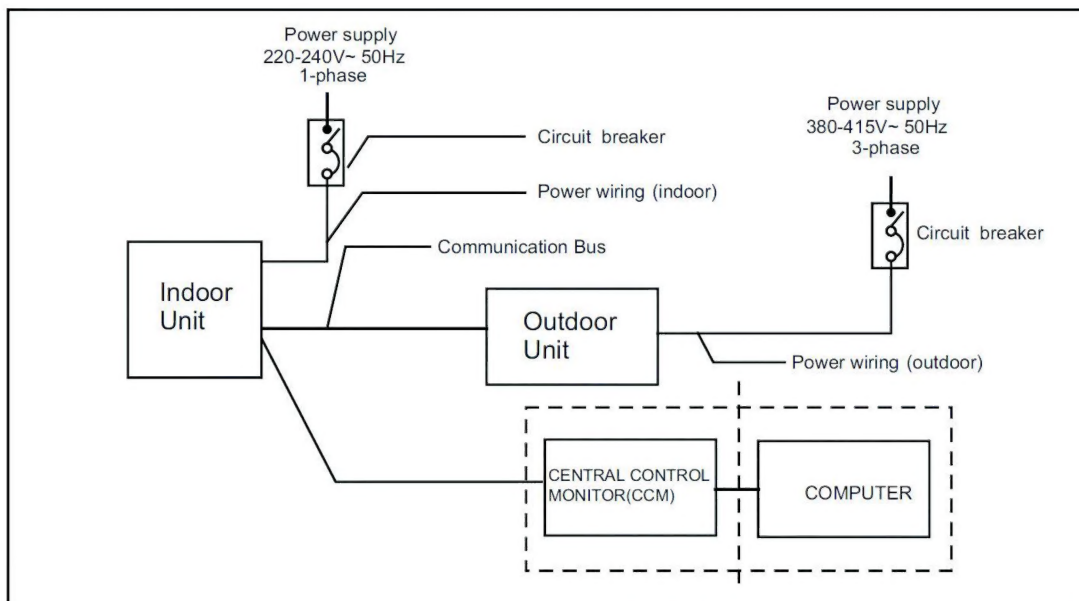 Power supply
220-240V~ 50Hz
1-phase
Power supply
380-415V~ 50Hz
3-phase
Circuit breaker
Power wiring (indoor)
Circuit breaker
Communication Bus
Indoor
Unit
Outdoor
Unit
Power wiring (outdoor)
CENTRAL CONTROL
MONITOR(CCM)
COMPUTER